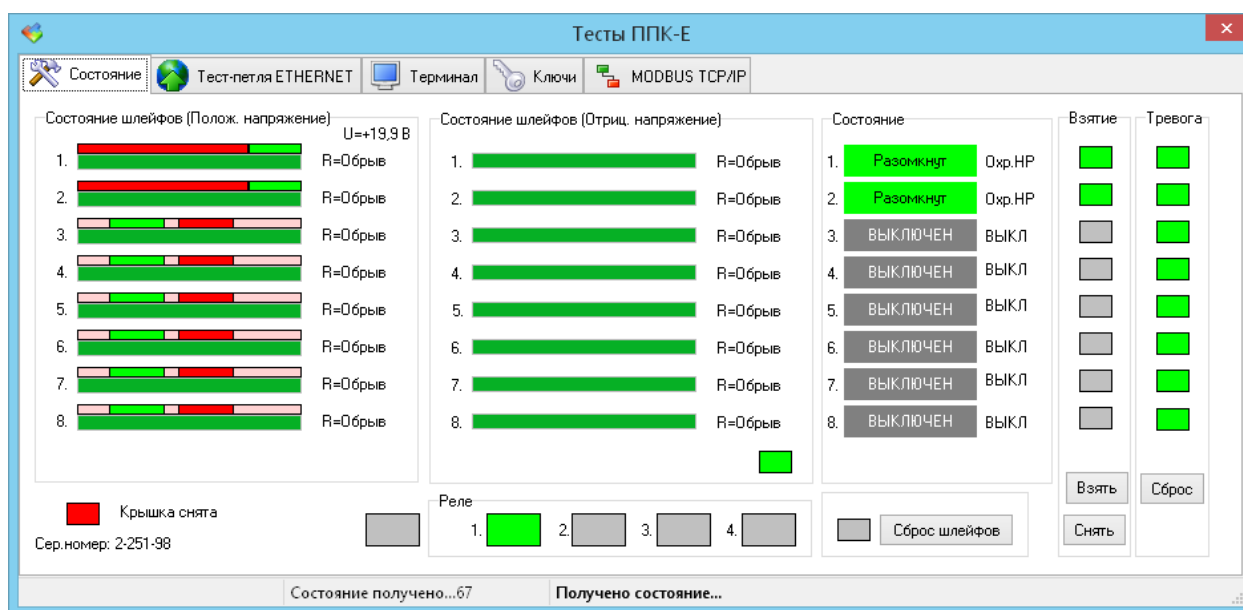 Тесты ППК-Е
Состояние Тест-петля ETHERNET Терминал Ключи MODBUS TCP/IP
Состояние шлейфов (Полож. напряжение) Состояние шлейфов (Отриц. напряжение) Состояние Взятие Тревога
U=+19,9 В
1. R=Обрыв 1. R=Обрыв 1. Разомкнут Охр.НР
2. R=Обрыв 2. R=Обрыв 2. Разомкнут Охр.НР
3. R=Обрыв 3. R=Обрыв 3. ВЫКЛЮЧЕН ВЫКЛ
4. R=Обрыв 4. R=Обрыв 4. ВЫКЛЮЧЕН ВЫКЛ
5. R=Обрыв 5. R=Обрыв 5. ВЫКЛЮЧЕН ВЫКЛ
6. R=Обрыв 6. R=Обрыв 6. ВЫКЛЮЧЕН ВЫКЛ
7. R=Обрыв 7. R=Обрыв 7. ВЫКЛЮЧЕН ВЫКЛ
8. R=Обрыв 8. R=Обрыв 8. ВЫКЛЮЧЕН ВЫКЛ
Взять Сброс
Крышка снята
Реле
1. 2. 3. 4. Сброс шлейфов Снять
Сер.номер: 2-251-98
Состояние получено...67 Получено состояние...